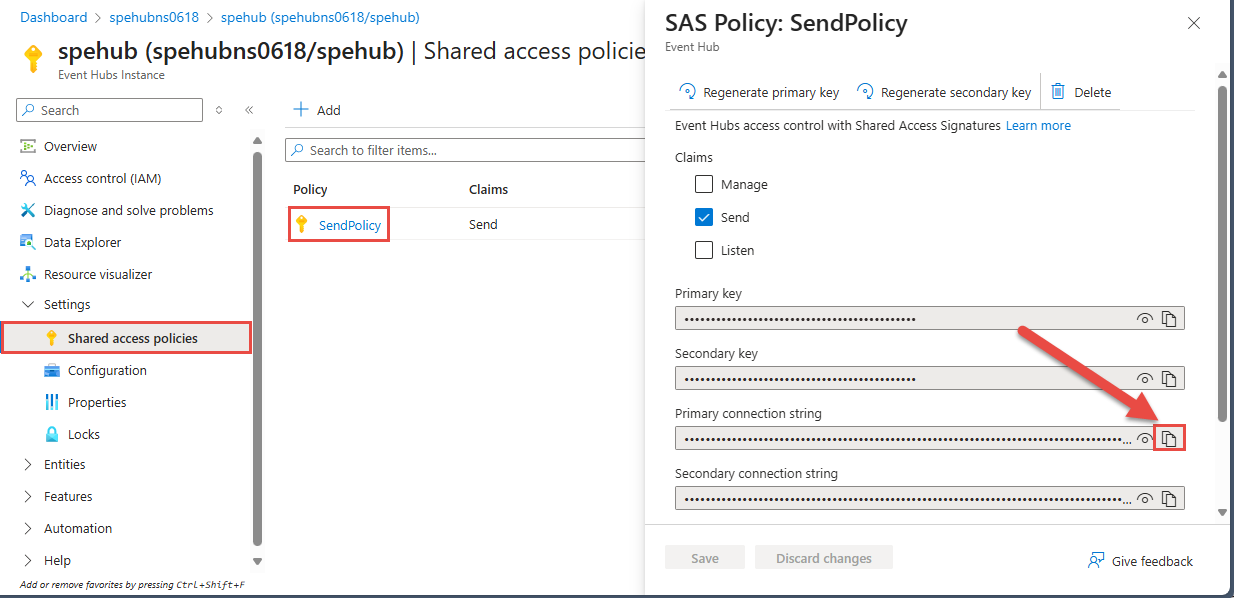 Dashboard > spehubns0618 > spehub (spehubns0618/spehub)
spehub (spehubns0618/spehub) | Shared access policie
Event Hubs Instance
Search
Overview
Access control (IAM)
Diagnose and solve problems
Data Explorer
Resource visualizer
Settings
Shared access policies
Configuration
Properties
Locks
Entities
Features
Automation
Help
Add or remove favorites by pressing Ctrl+Shift+F
Add
Search to filter items...
Policy Claims
SendPolicy Send
SAS Policy: SendPolicy
Event Hub
Regenerate primary key Regenerate secondary key Delete
Event Hubs access control with Shared Access Signatures Learn more
Claims
Manage
Send
Listen
Primary key
Secondary key
Primary connection string
Secondary connection string
Save Discard changes Give feedback